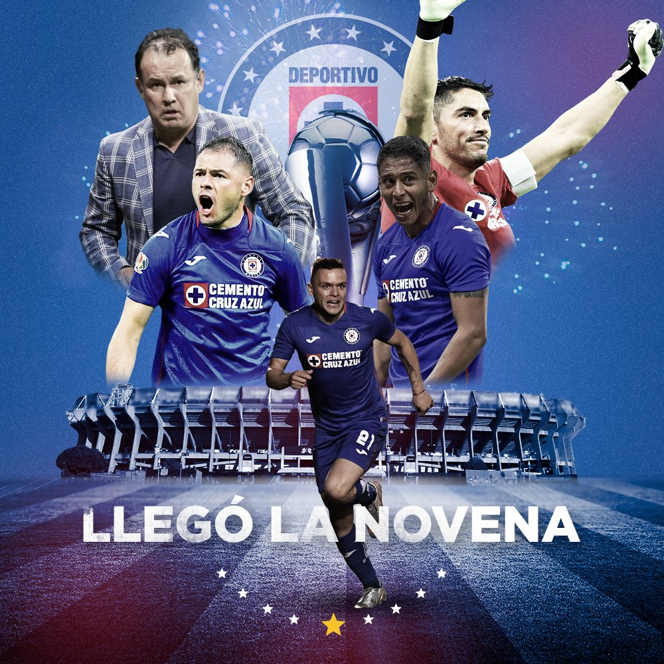 DEPORTIVO
CEMENTO
CRUZ AZUL
CEMENTO
CRUZ AZUL
CEMENTO
CRUZ AZUL
21
LLEGÓ LA NOVENA